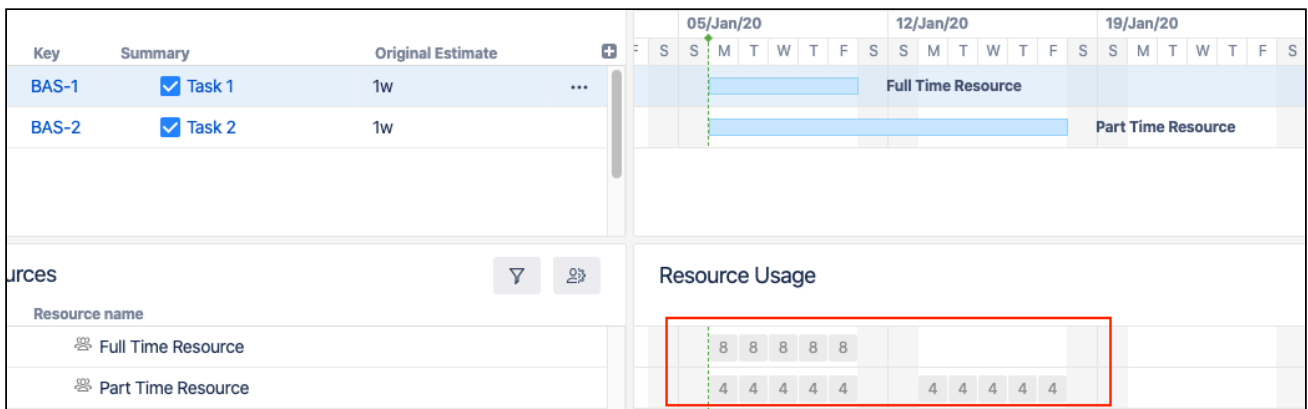 05/Jan/20 12/Jan/20 19/Jan/20
Key Summary Original Estimate F S S M T W T F S S M T W T F S S M T W T F S
BAS-1 Task 1 1w ••• Full Time Resource
BAS-2 Task 2 1w Part Time Resource
urces Resource Usage
Resource name
Full Time Resource 8 8 8 8 8
Part Time Resource 4 4 4 4 4 4 4 4 4 4